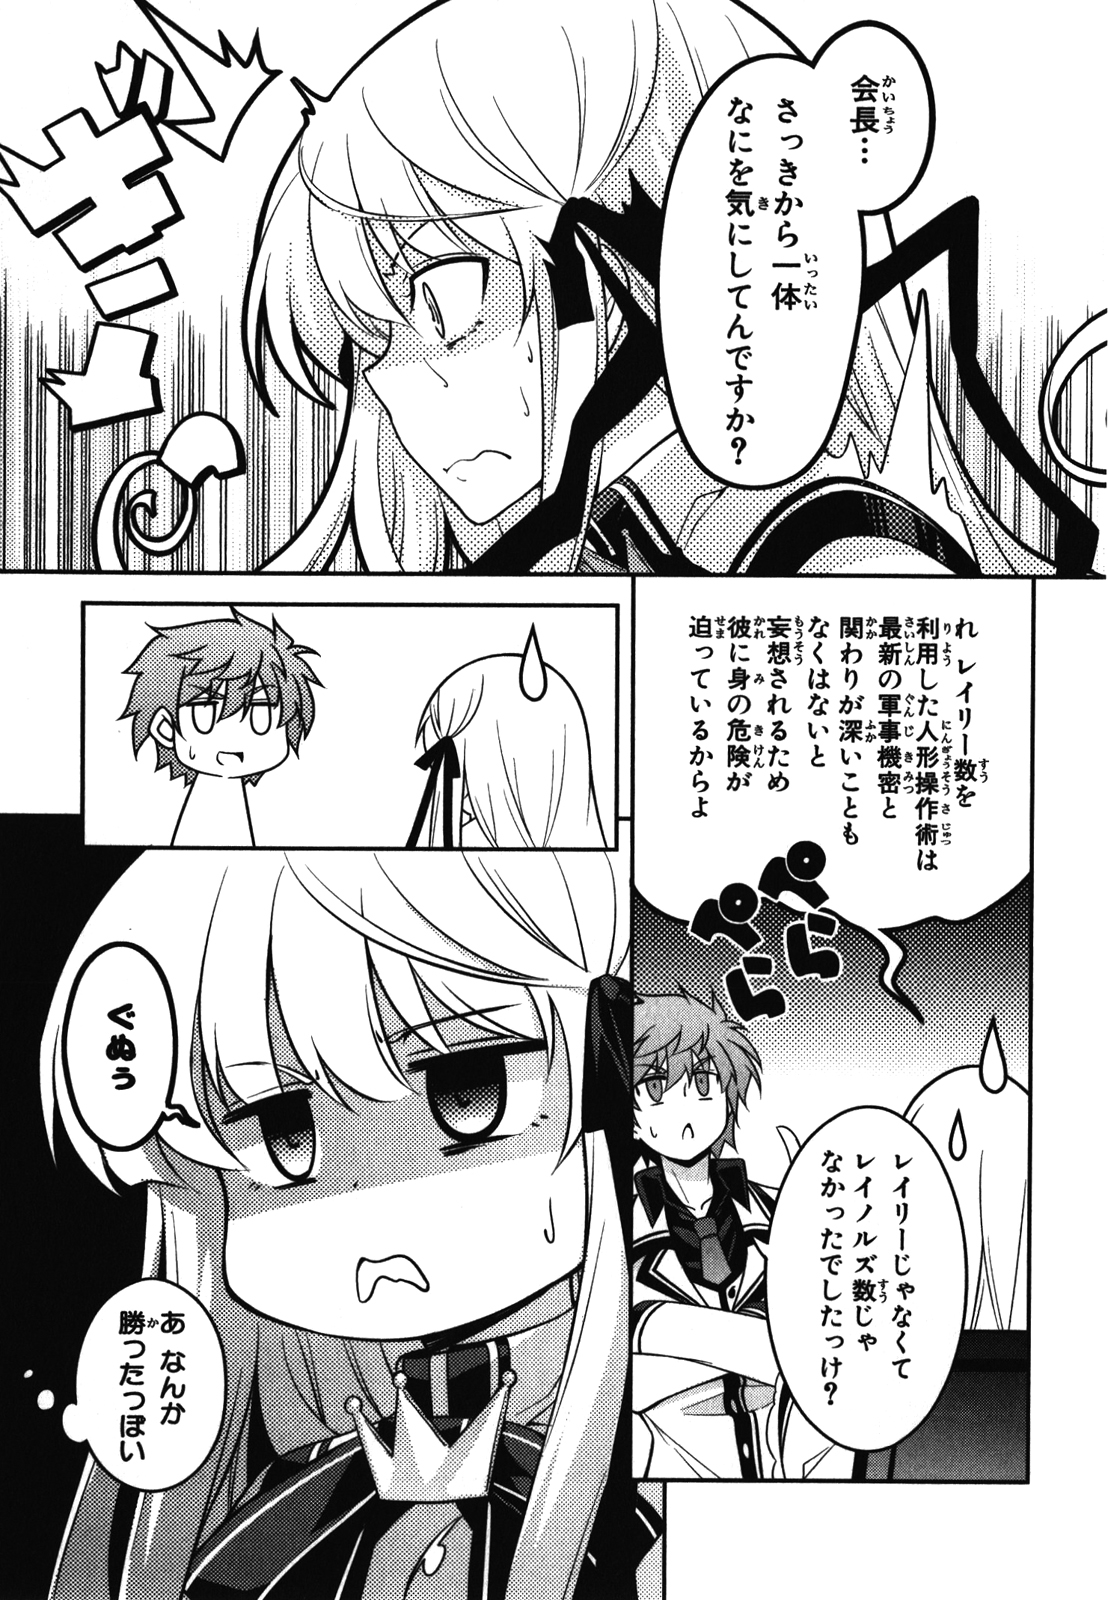 会長…
さっきから一体
なにを気にしてんですか?
ぎくーっ
れ レイリー数を
利用した人形操作術は
最新の軍事機密と
関わりが深いことも
なくはないと
妄想されるため
彼に身の危険が
迫っているからよ
ぺらぺら
レイリーじゃなくて
レイノルズ数じゃ
なかったでしたっけ?
ぐぬぅ
あ なんか
勝ったっぽい